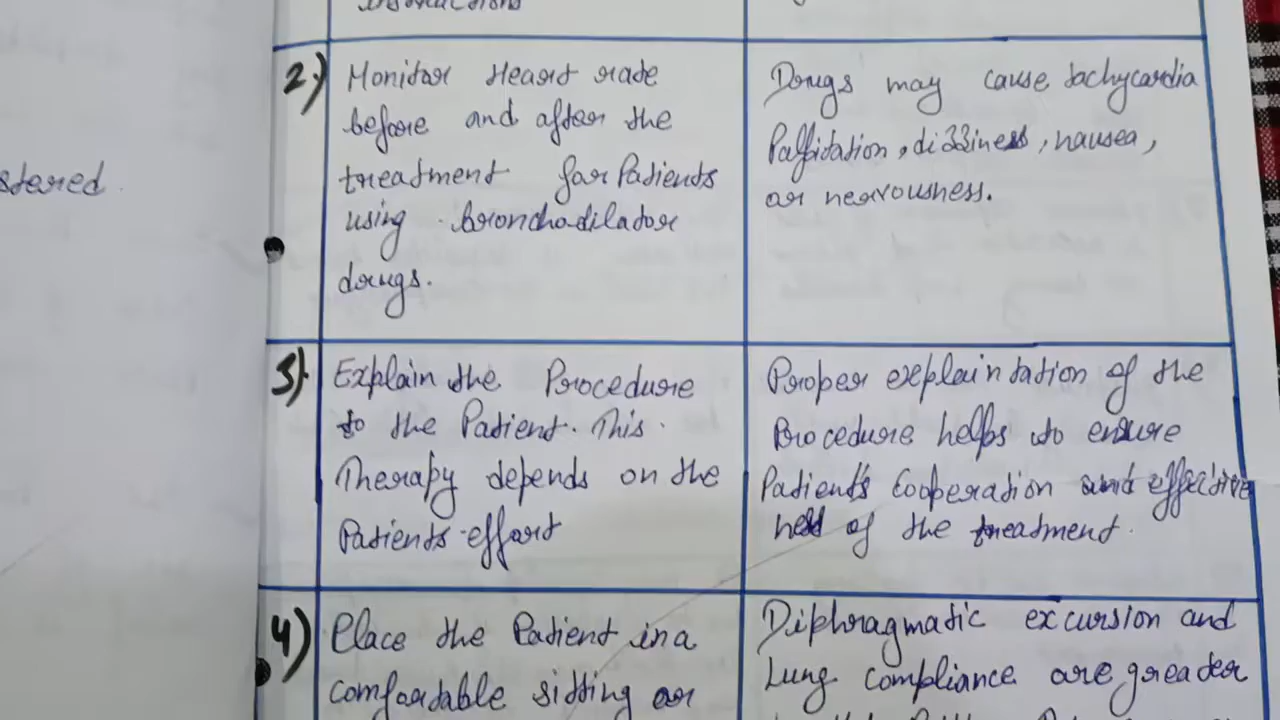 stered.
2.)
Monitor Heart rate
before and after the
treatment for Patients
using bronchodilator
drugs.
Drugs may cause tachycardia
Palpitation, dizziness, nausea,
or nervousness.
3).
Explain the Procedure
to the Patient. This.
Therapy depends on the
Patients effort
Proper explaintation of the
Procedure helps to ensure
Patient's Cooperation and effective
ness of the treatment.
4)
Place the Patient in a
comfortable sitting or
Diphragmatic excursion and
Lung compliance are greater